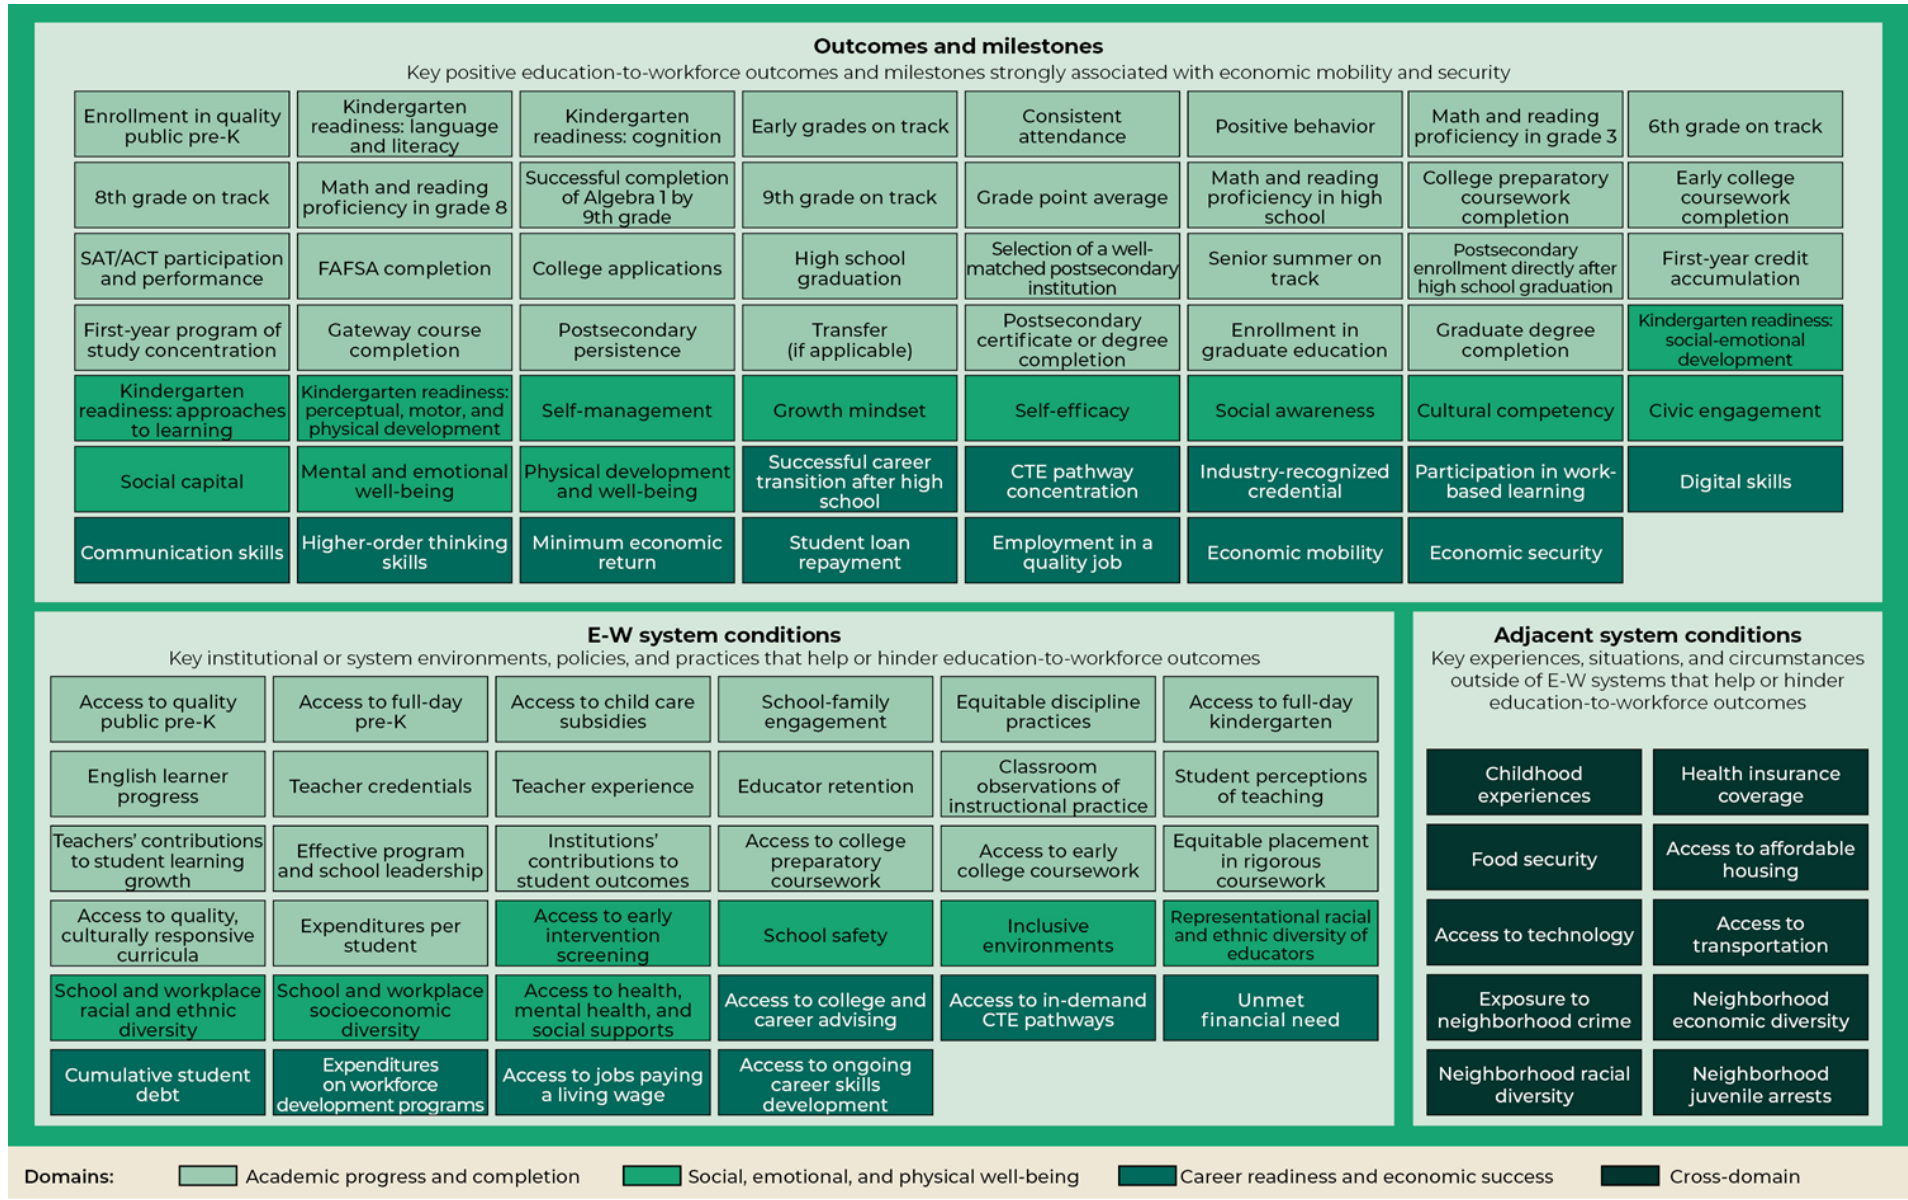 Outcomes and milestones
Key positive education-to-workforce outcomes and milestones strongly associated with economic mobility and security
Enrollment in quality
public pre-K
Kindergarten
readiness: language
and literacy
Kindergarten
readiness: cognition
Early grades on track
Consistent
attendance
Positive behavior
Math and reading
proficiency in grade 3
6th grade on track
8th grade on track
Math and reading
proficiency in grade 8
Successful completion
of Algebra 1 by
9th grade
9th grade on track
Grade point average
Math and reading
proficiency in high
school
College preparatory
coursework
completion
Early college
coursework
completion
SAT/ACT participation
and performance
FAFSA completion
College applications
High school
graduation
Selection of a well-
matched postsecondary
institution
Senior summer on
track
Postsecondary
enrollment directly after
high school graduation
First-year credit
accumulation
First-year program of
study concentration
Gateway course
completion
Postsecondary
persistence
Transfer
(if applicable)
Postsecondary
certificate or degree
completion
Enrollment in
graduate education
Graduate degree
completion
Kindergarten readiness:
social-emotional
development
Kindergarten
readiness: approaches
to learning
Kindergarten readiness:
perceptual, motor, and
physical development
Self-management
Growth mindset
Self-efficacy
Social awareness
Cultural competency
Civic engagement
Social capital
Mental and emotional
well-being
Physical development
and well-being
Successful career
transition after high
school
CTE pathway
concentration
Industry-recognized
credential
Participation in work-
based learning
Digital skills
Communication skills
Higher-order thinking
skills
Minimum economic
return
Student loan
repayment
Employment in a
quality job
Economic mobility
Economic security
E-W system conditions
Key institutional or system environments, policies, and practices that help or hinder education-to-workforce outcomes
Access to quality
public pre-K
Access to full-day
pre-K
Access to child care
subsidies
School-family
engagement
Equitable discipline
practices
Access to full-day
kindergarten
English learner
progress
Teacher credentials
Teacher experience
Educator retention
Classroom
observations of
instructional practice
Student perceptions
of teaching
Teachers’ contributions
to student learning
growth
Effective program
and school leadership
Institutions’
contributions to
student outcomes
Access to college
preparatory
coursework
Access to early
college coursework
Equitable placement
in rigorous
coursework
Access to quality,
culturally responsive
curricula
Expenditures per
student
Access to early
intervention
screening
School safety
Inclusive
environments
Representational racial
and ethnic diversity of
educators
School and workplace
racial and ethnic
diversity
School and workplace
socioeconomic
diversity
Access to health,
mental health, and
social supports
Access to college and
career advising
Access to in-demand
CTE pathways
Unmet
financial need
Cumulative student
debt
Expenditures
on workforce
development programs
Access to jobs paying
a living wage
Access to ongoing
career skills
development
Adjacent system conditions
Key experiences, situations, and circumstances
outside of E-W systems that help or hinder
education-to-workforce outcomes
Childhood
experiences
Health insurance
coverage
Food security
Access to affordable
housing
Access to technology
Access to
transportation
Exposure to
neighborhood crime
Neighborhood
economic diversity
Neighborhood racial
diversity
Neighborhood
juvenile arrests
Domains:
Academic progress and completion
Social, emotional, and physical well-being
Career readiness and economic success
Cross-domain